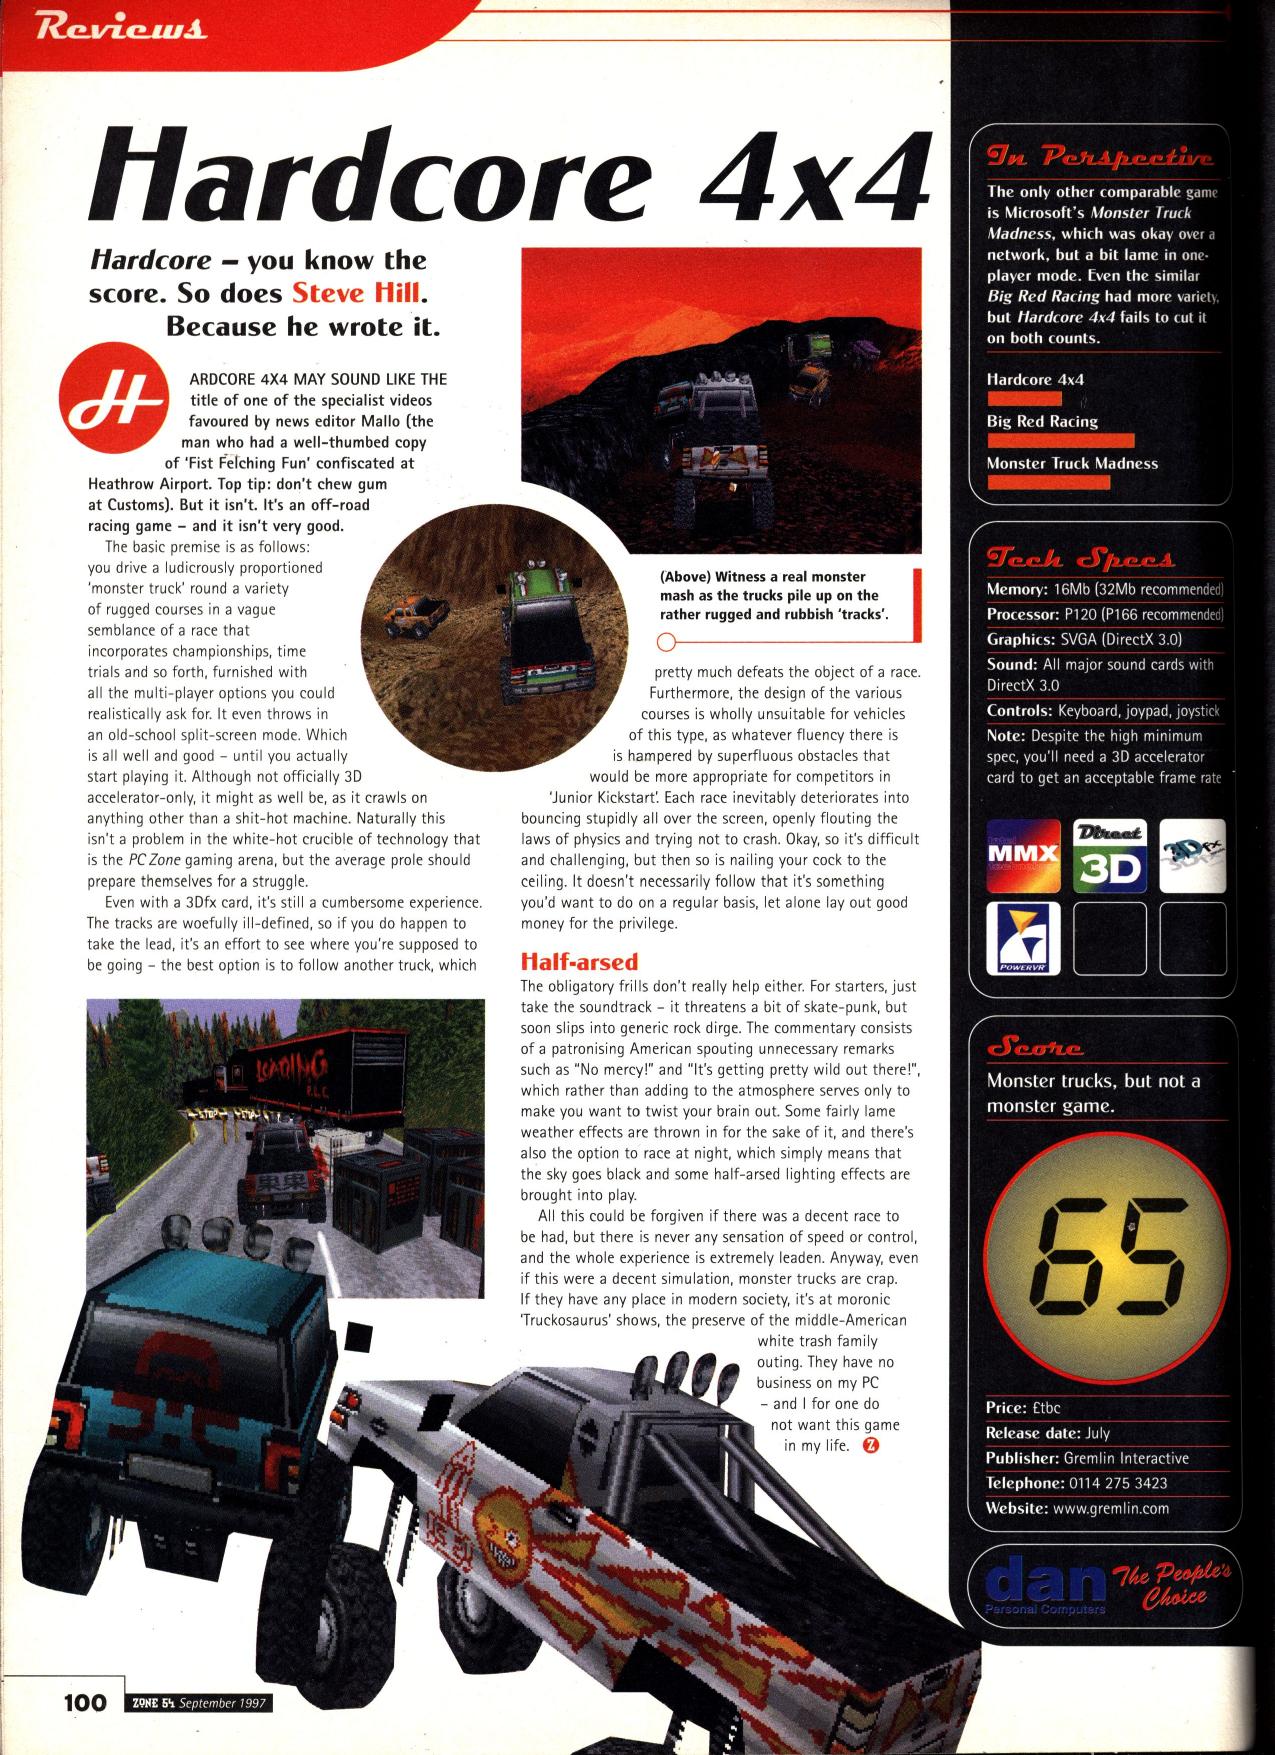 Reviews
Hardcore 4x4
Hardcore – you know the
score. So does Steve Hill.
Because he wrote it.
H
ARDCORE 4X4 MAY SOUND LIKE THE
title of one of the specialist videos
favoured by news editor Mallo (the
man who had a well-thumbed copy
of 'Fist Felching Fun' confiscated at
Heathrow Airport. Top tip: don't chew gum
at Customs). But it isn't. It's an off-road
racing game – and it isn't very good.
The basic premise is as follows:
you drive a ludicrously proportioned
'monster truck' round a variety
of rugged courses in a vague
semblance of a race that
incorporates championships, time
trials and so forth, furnished with
all the multi-player options you could
realistically ask for. It even throws in
an old-school split-screen mode. Which
is all well and good – until you actually
start playing it. Although not officially 3D
accelerator-only, it might as well be, as it crawls on
anything other than a shit-hot machine. Naturally this
isn't a problem in the white-hot crucible of technology that
is the PC Zone gaming arena, but the average prole should
prepare themselves for a struggle.
Even with a 3Dfx card, it's still a cumbersome experience.
The tracks are woefully ill-defined, so if you do happen to
take the lead, it's an effort to see where you're supposed to
be going – the best option is to follow another truck, which
(Above) Witness a real monster
mash as the trucks pile up on the
rather rugged and rubbish 'tracks'.
pretty much defeats the object of a race.
Furthermore, the design of the various
courses is wholly unsuitable for vehicles
of this type, as whatever fluency there is
is hampered by superfluous obstacles that
would be more appropriate for competitors in
'Junior Kickstart'. Each race inevitably deteriorates into
bouncing stupidly all over the screen, openly flouting the
laws of physics and trying not to crash. Okay, so it's difficult
and challenging, but then so is nailing your cock to the
ceiling. It doesn't necessarily follow that it's something
you'd want to do on a regular basis, let alone lay out good
money for the privilege.
Half-arsed
The obligatory frills don't really help either. For starters, just
take the soundtrack – it threatens a bit of skate-punk, but
soon slips into generic rock dirge. The commentary consists
of a patronising American spouting unnecessary remarks
such as "No mercy!" and "It's getting pretty wild out there!",
which rather than adding to the atmosphere serves only to
make you want to twist your brain out. Some fairly lame
weather effects are thrown in for the sake of it, and there's
also the option to race at night, which simply means that
the sky goes black and some half-arsed lighting effects are
brought into play.
All this could be forgiven if there was a decent race to
be had, but there is never any sensation of speed or control,
and the whole experience is extremely leaden. Anyway, even
if this were a decent simulation, monster trucks are crap.
If they have any place in modern society, it's at moronic
'Truckosaurus' shows, the preserve of the middle-American
white trash family
outing. They have no
business on my PC
– and I for one do
not want this game
in my life. Z
LOADING
STOP
In Perspective
The only other comparable game
is Microsoft's Monster Truck
Madness, which was okay over a
network, but a bit lame in one-
player mode. Even the similar
Big Red Racing had more variety,
but Hardcore 4x4 fails to cut it
on both counts.
Hardcore 4x4
Big Red Racing
Monster Truck Madness
Tech Specs
Memory: 16Mb (32Mb recommended)
Processor: P120 (P166 recommended)
Graphics: SVGA (DirectX 3.0)
Sound: All major sound cards with
DirectX 3.0
Controls: Keyboard, joypad, joystick
Note: Despite the high minimum
spec, you'll need a 3D accelerator
card to get an acceptable frame rate
intel
MMX
technology
Direct
3D
3Dfx
POWERVR
Score
Monster trucks, but not a
monster game.
65
Price: £tbc
Release date: July
Publisher: Gremlin Interactive
Telephone: 0114 275 3423
Website: www.gremlin.com
dan
Personal Computers
The People's
Choice
100 ZONE 54 September 1997